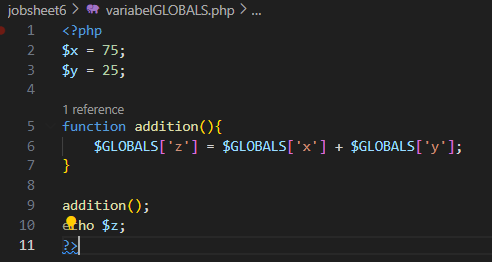 jobsheet6 > variabelGLOBALS.php > ...
1 <?php
2 $x = 75;
3 $y = 25;
4
1 reference
5 function addition(){
6 $GLOBALS['z'] = $GLOBALS['x'] + $GLOBALS['y'];
7 }
8
9 addition();
10 echo $z;
11 ?>